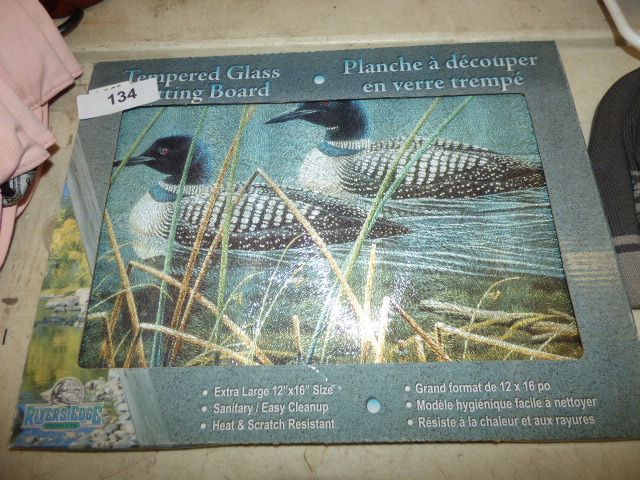 Tempered Glass
Cutting Board
Planche à découper
en verre trempé
134
• Extra Large 12"x16" Size
• Sanitary / Easy Cleanup
• Heat & Scratch Resistant
• Grand format de 12 x 16 po
• Modèle hygiénique facile à nettoyer
• Résiste à la chaleur et aux rayures
RIVERS EDGE